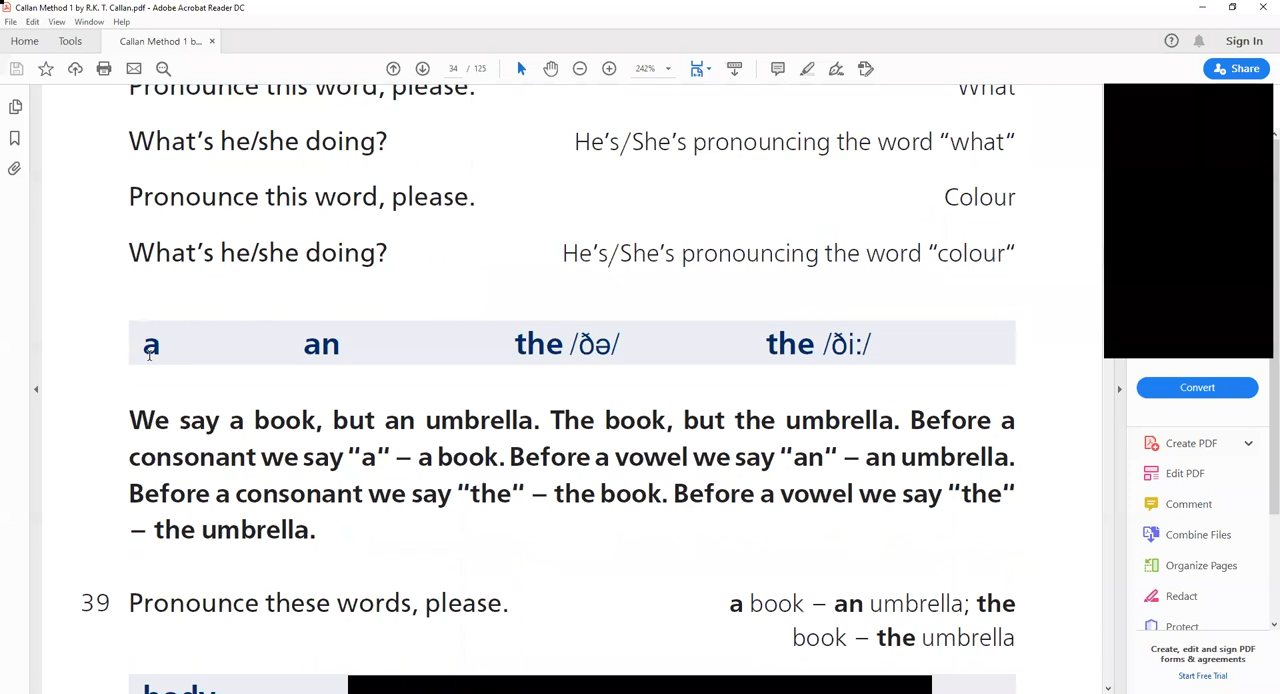 Callan Method 1 by R.K. T. Callan.pdf - Adobe Acrobat Reader DC
File Edit View Window Help
Home Tools Callan Method 1 b... × Sign In
34 / 125 242% Share
Pronounce this word, please. What
What's he/she doing? He's/She's pronouncing the word “what“
Pronounce this word, please. Colour
What's he/she doing? He's/She's pronouncing the word “colour“
a an the /ðə/ the /ði:/
We say a book, but an umbrella. The book, but the umbrella. Before a
consonant we say “a“ – a book. Before a vowel we say “an“ – an umbrella.
Before a consonant we say “the“ – the book. Before a vowel we say “the“
– the umbrella.
39 Pronounce these words, please. a book – an umbrella; the
book – the umbrella
body
Convert
Create PDF
Edit PDF
Comment
Combine Files
Organize Pages
Redact
Protect
Create, edit and sign PDF
forms & agreements
Start Free Trial